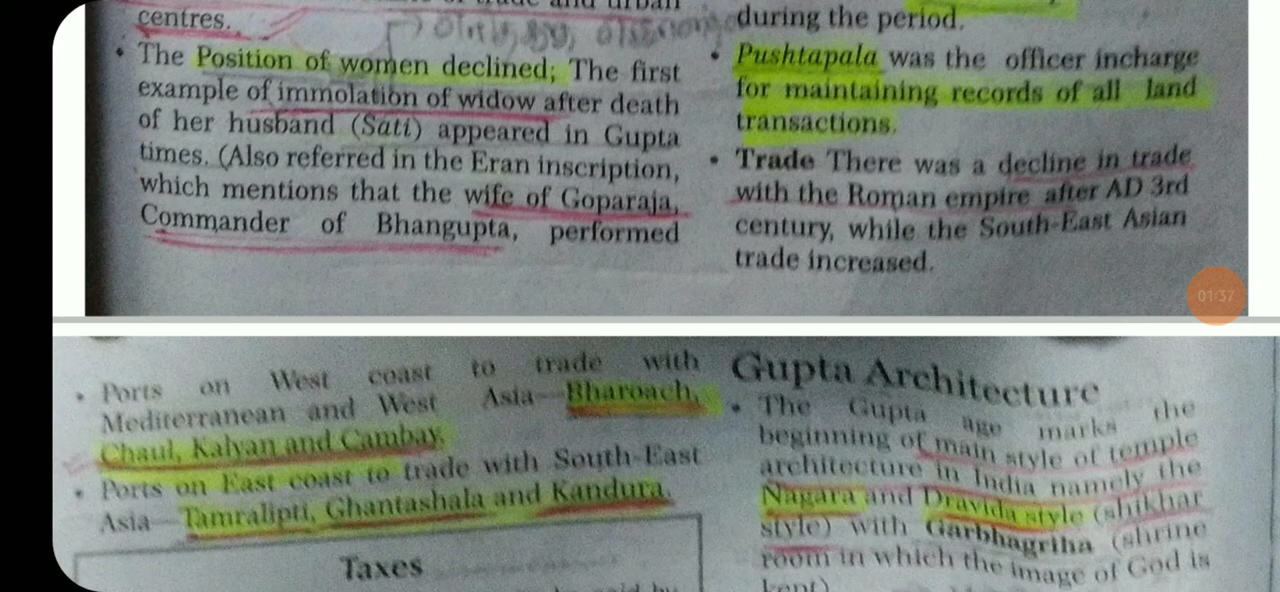 centres.
• The Position of women declined; The first
example of immolation of widow after death
of her husband (Sati) appeared in Gupta
times. (Also referred in the Eran inscription,
which mentions that the wife of Goparaja,
Commander of Bhangupta, performed
during the period.
• Pushtapala was the officer incharge
for maintaining records of all land
transactions.
• Trade There was a decline in trade
with the Roman empire after AD 3rd
century, while the South-East Asian
trade increased.
01:37
• Ports on West coast to trade with
Mediterranean and West Asia—Bharoach,
Chaul, Kalyan and Cambay.
• Ports on East coast to trade with South-East
Asia—Tamralipti, Ghantashala and Kandura.
Taxes
Gupta Architecture
• The Gupta age marks the
beginning of main style of temple
architecture in India namely the
Nagara and Dravida style (shikhar
style) with Garbhagriha (shrine
room in which the image of God is
kept)